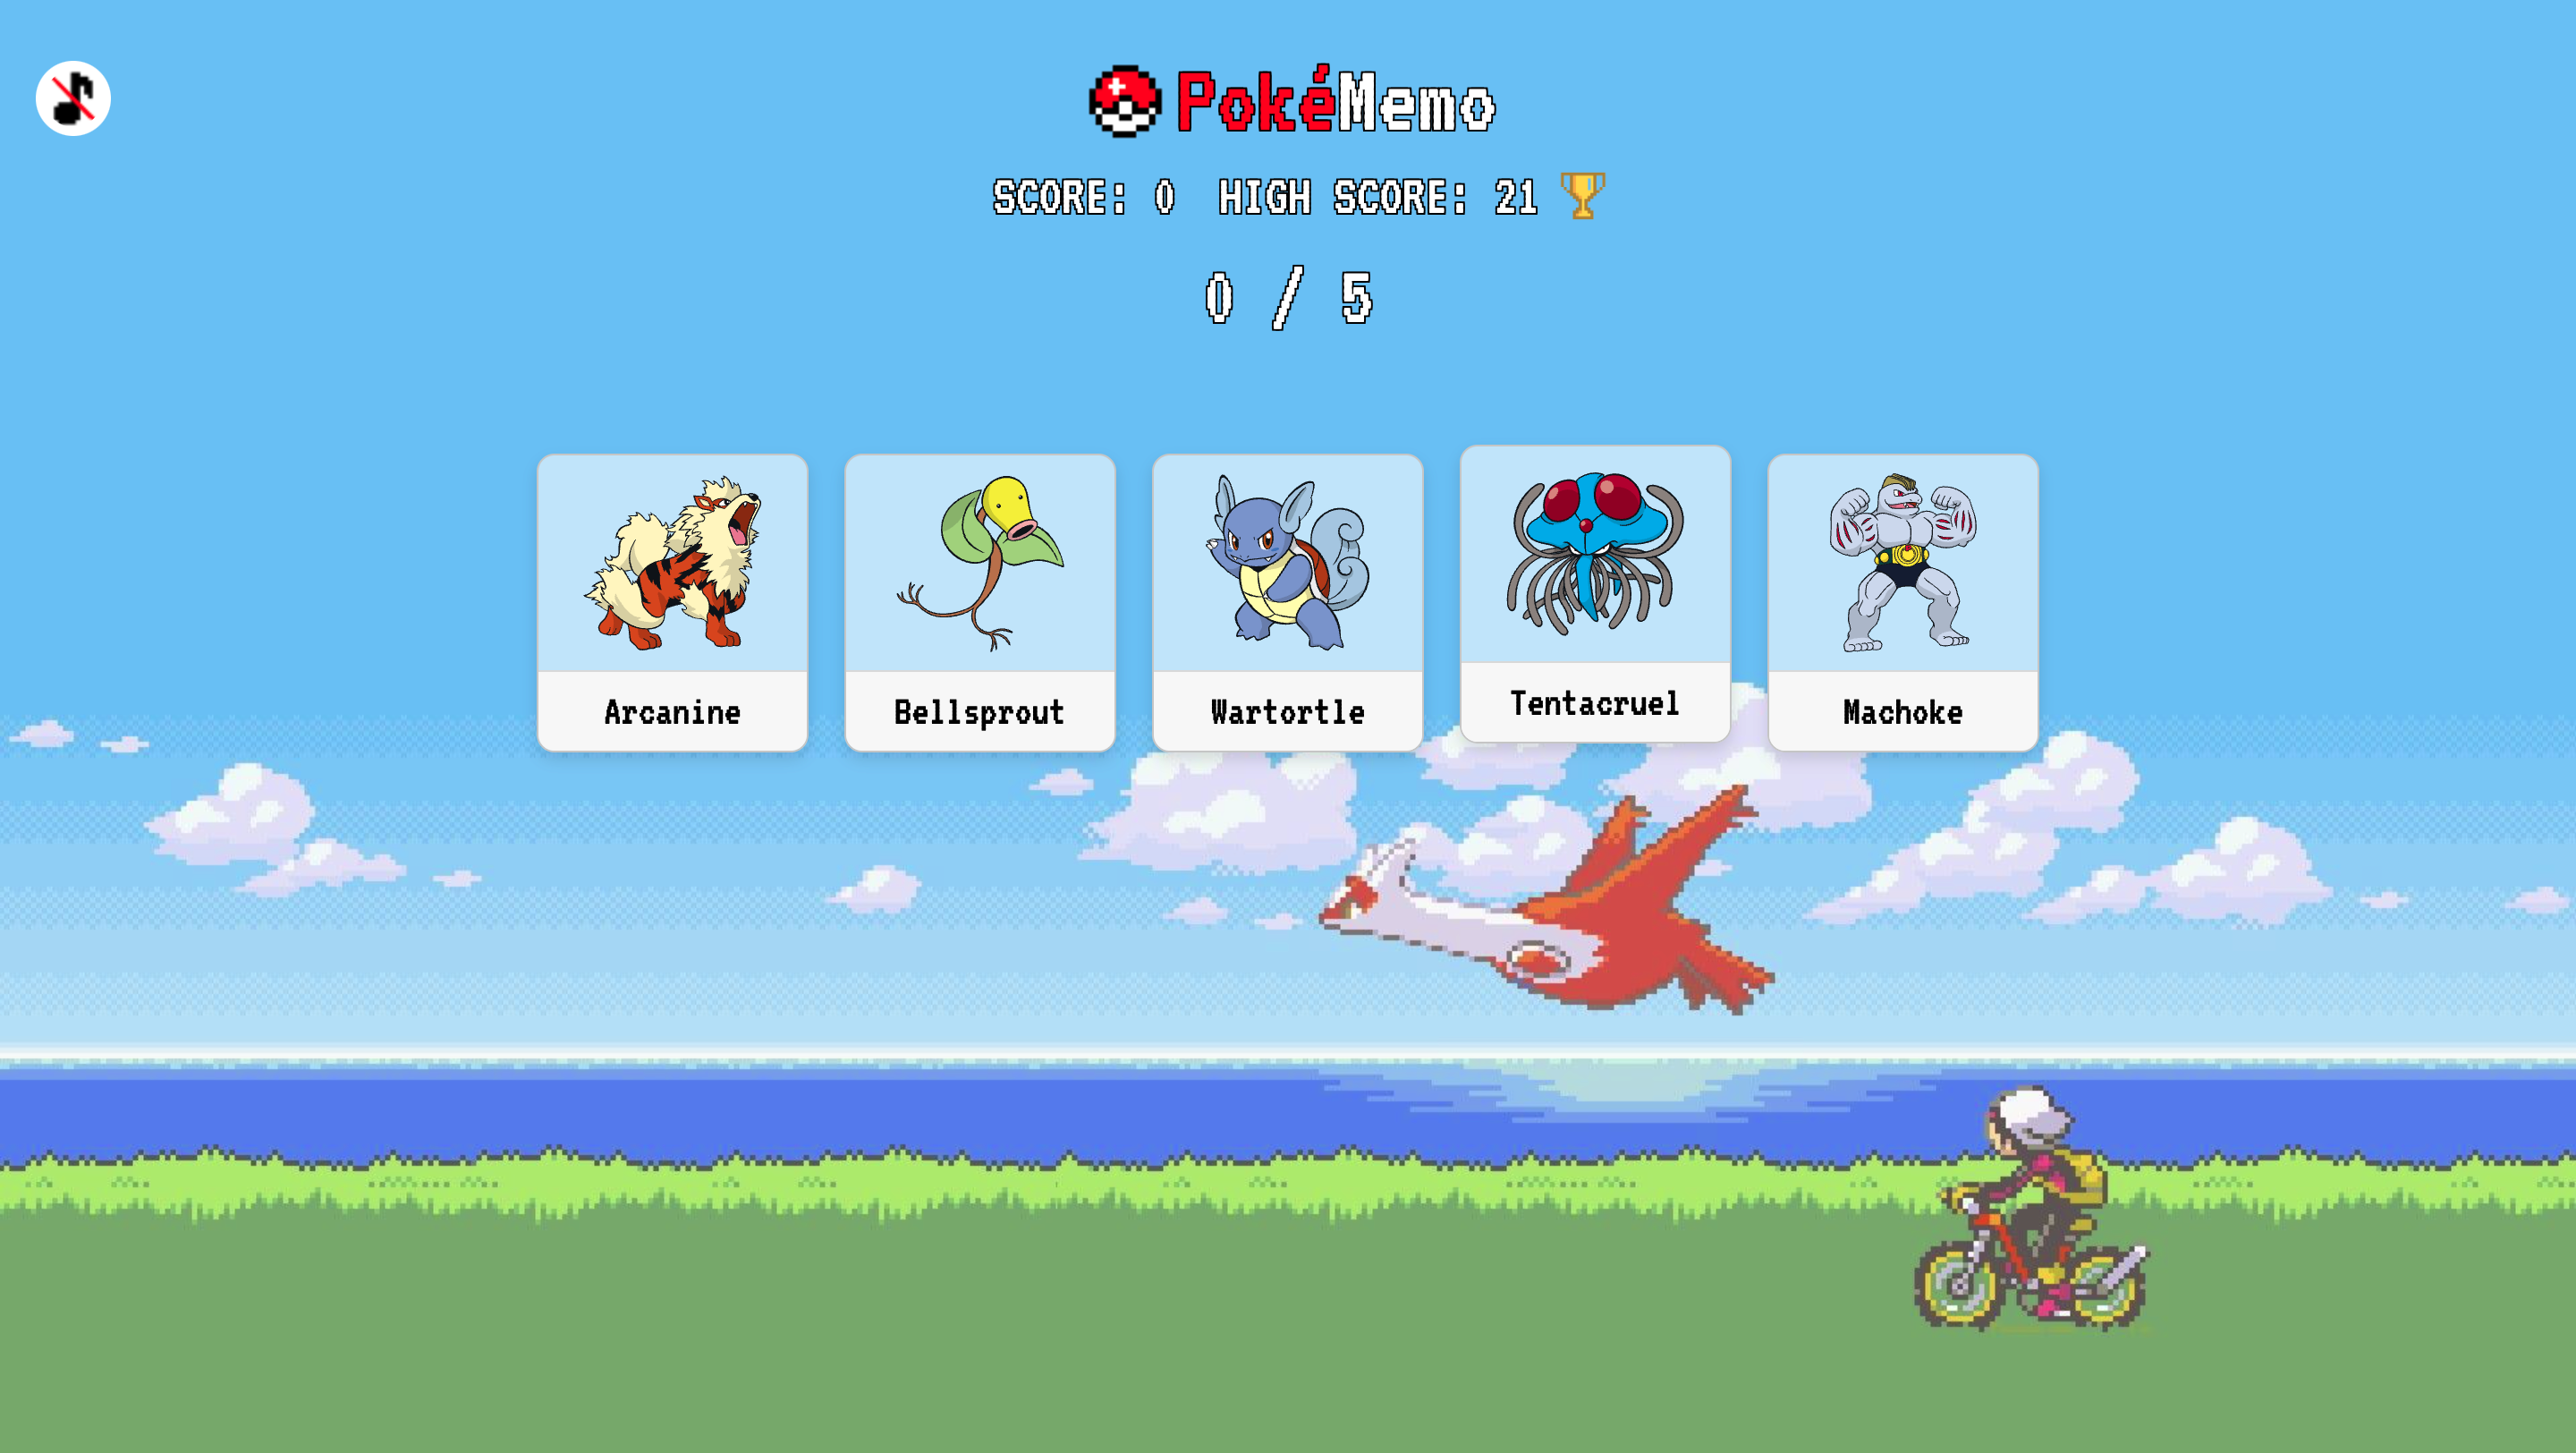 PokéMemo
SCORE: 0 HIGH SCORE: 21
0 / 5
Arcanine
Bellsprout
Wartortle
Tentacruel
Machoke